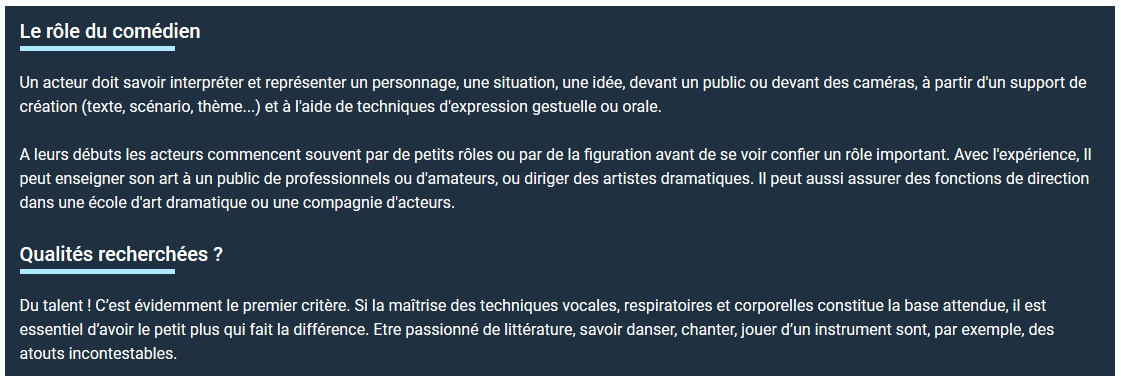 Le rôle du comédien
Un acteur doit savoir interpréter et représenter un personnage, une situation, une idée, devant un public ou devant des caméras, à partir d'un support de
création (texte, scénario, thème...) et à l'aide de techniques d'expression gestuelle ou orale.
A leurs débuts les acteurs commencent souvent par de petits rôles ou par de la figuration avant de se voir confier un rôle important. Avec l'expérience, Il
peut enseigner son art à un public de professionnels ou d'amateurs, ou diriger des artistes dramatiques. Il peut aussi assurer des fonctions de direction
dans une école d'art dramatique ou une compagnie d'acteurs.
Qualités recherchées ?
Du talent ! C’est évidemment le premier critère. Si la maîtrise des techniques vocales, respiratoires et corporelles constitue la base attendue, il est
essentiel d’avoir le petit plus qui fait la différence. Etre passionné de littérature, savoir danser, chanter, jouer d’un instrument sont, par exemple, des
atouts incontestables.